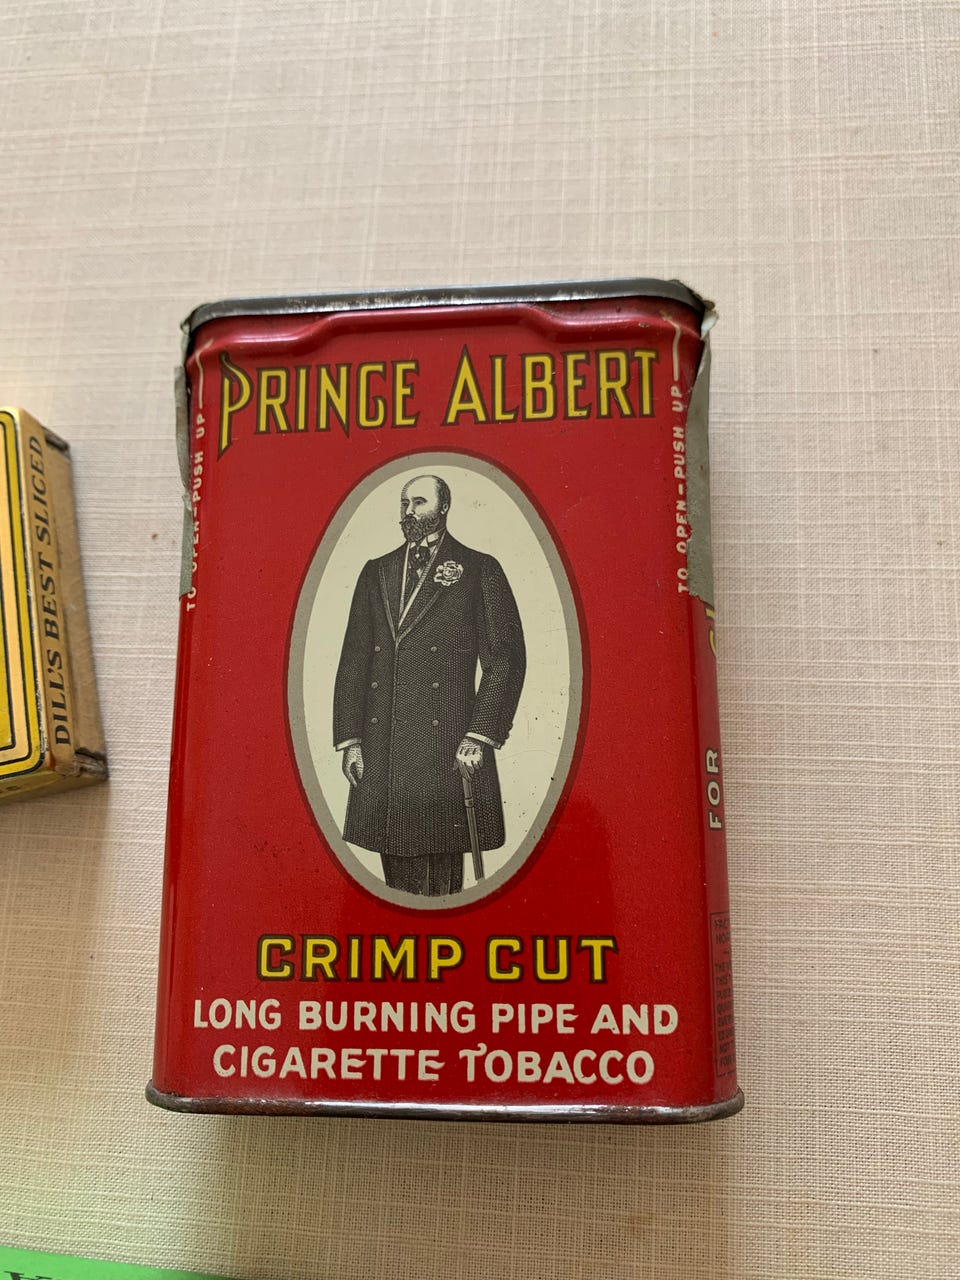 PRINCE ALBERT
TO OPEN-PUSH UP
TO OPEN-PUSH UP
CRIMP CUT
LONG BURNING PIPE AND
CIGARETTE TOBACCO
FOR
DILL'S BEST SLICED